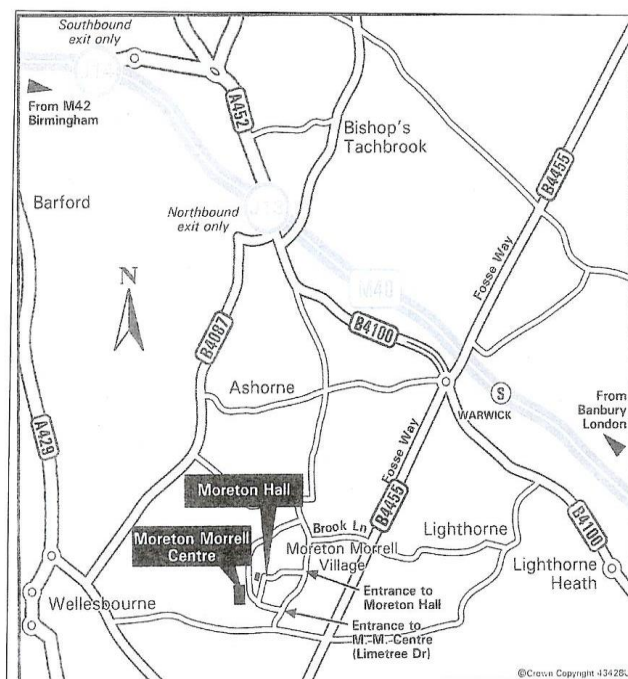 Southbound
exit only
J14
From M42
Birmingham
A452
Bishop's
Tachbrook
B4455
Barford
Northbound
exit only
J13
Fosse Way
N
M40
B4087
B4100
Ashorne
S
WARWICK
From
Banbury
London
A429
Fosse Way
Moreton Hall
B4455
Brook Ln
Lighthorne
B4100
Moreton Morrell
Centre
Moreton Morrell
Village
Lighthorne
Heath
Wellesbourne
Entrance to
Moreton Hall
Entrance to
M. M. Centre
(Limetree Dr)
©Crown Copyright